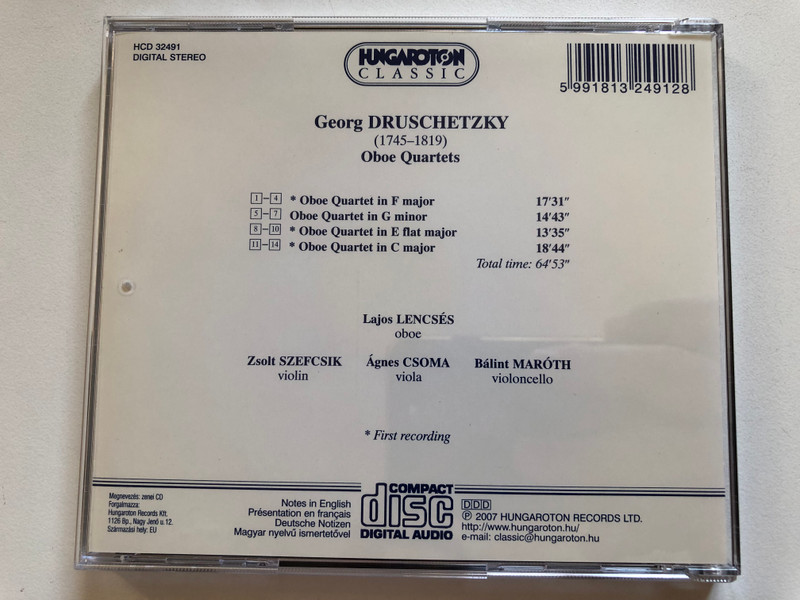 HCD 32491
DIGITAL STEREO
HUNGAROTON
CLASSIC
5 991813 249128
Georg DRUSCHETZKY
(1745–1819)
Oboe Quartets
1–4 * Oboe Quartet in F major 17'31"
5–7 Oboe Quartet in G minor 14'43"
8–10 * Oboe Quartet in E flat major 13'35"
11–14 * Oboe Quartet in C major 18'44"
Total time: 64'53"
Lajos LENCSÉS
oboe
Zsolt SZEFCSIK
violin
Ágnes CSOMA
viola
Bálint MARÓTH
violoncello
* First recording
Megnevezés: zenei CD
Forgalmazza:
Hungaroton Records Kft.
1126 Bp., Nagy Jenő u. 12.
Származási hely: EU
Notes in English
Présentation en français
Deutsche Notizen
Magyar nyelvű ismertetővel
COMPACT
disc
DIGITAL AUDIO
DDD
℗ 2007 HUNGAROTON RECORDS LTD.
http://www.hungaroton.hu/
e-mail: classic@hungaroton.hu